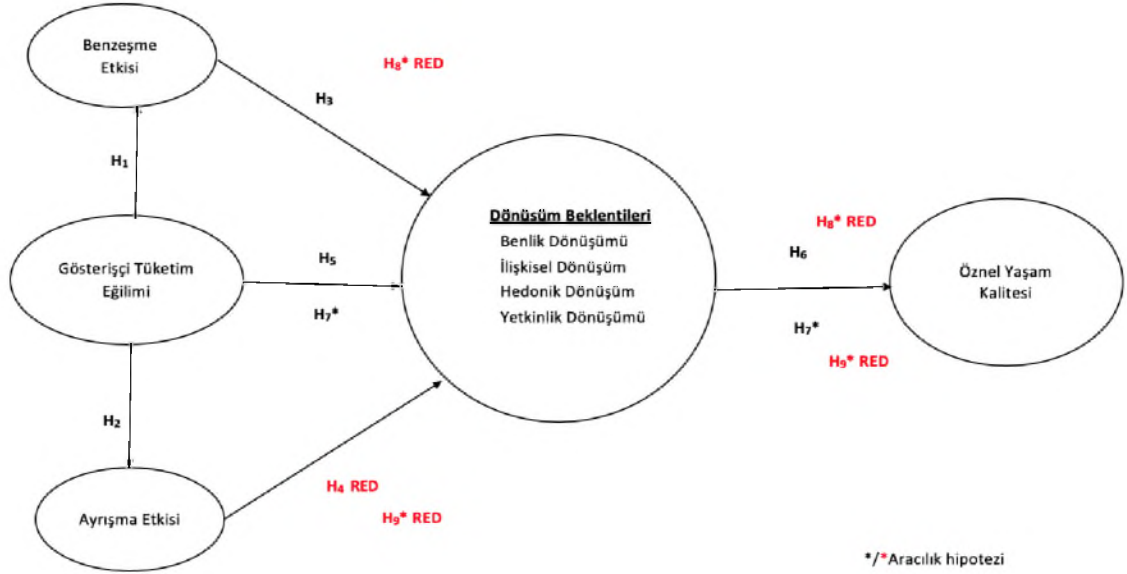 Benzeşme
Etkisi
H₈* RED
H₃
H₁
Dönüsüm Beklentileri
Benlik Dönüşümü
İlişkisel Dönüşüm
Hedonik Dönüşüm
Yetkinlik Dönüşümü
Gösterişçi Tüketim
Eğilimi
H₅
H₇*
H₈* RED
H₆
H₇*
H₉* RED
Öznel Yaşam
Kalitesi
H₂
Ayrışma Etkisi
H₄ RED
H₉* RED
*/*Aracılık hipotezi